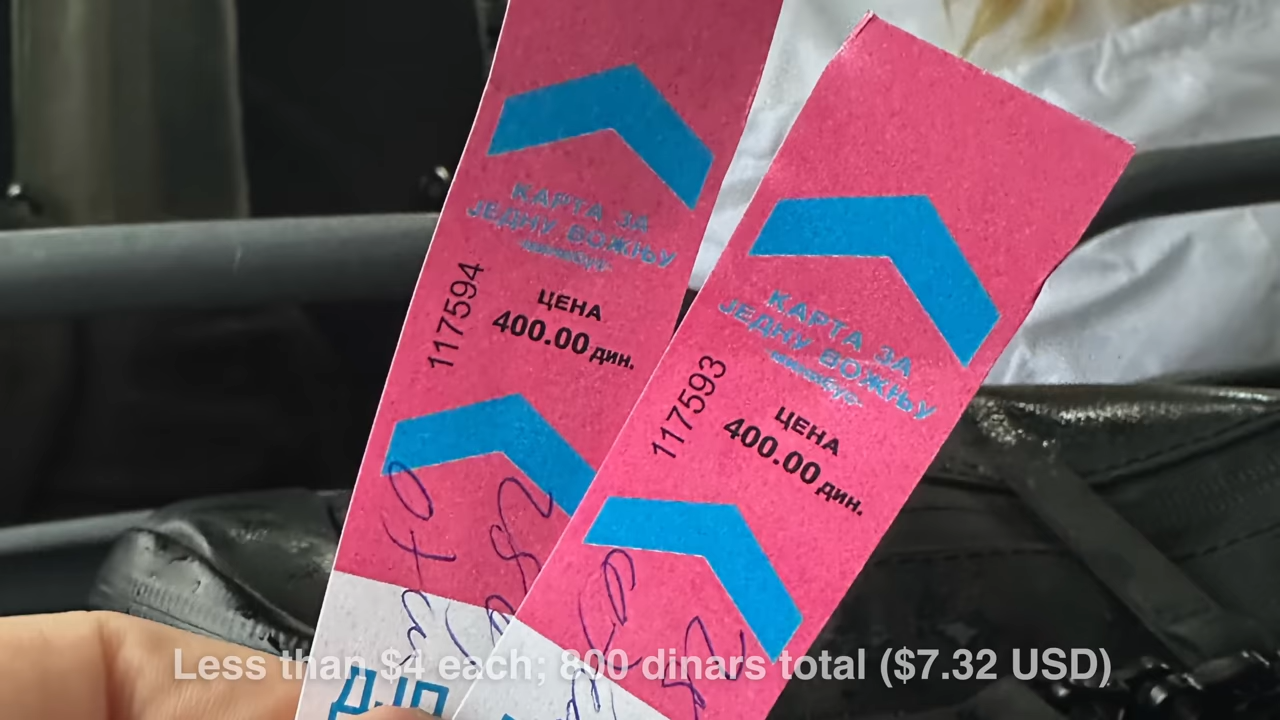 КАРТА ЗА
ЈЕДНУ ВОЖЊУ
117594
ЦЕНА
400.00 дин.
КАРТА ЗА
ЈЕДНУ ВОЖЊУ
117593
ЦЕНА
400.00 дин.
Less than $4 each; 800 dinars total ($7.32 USD)